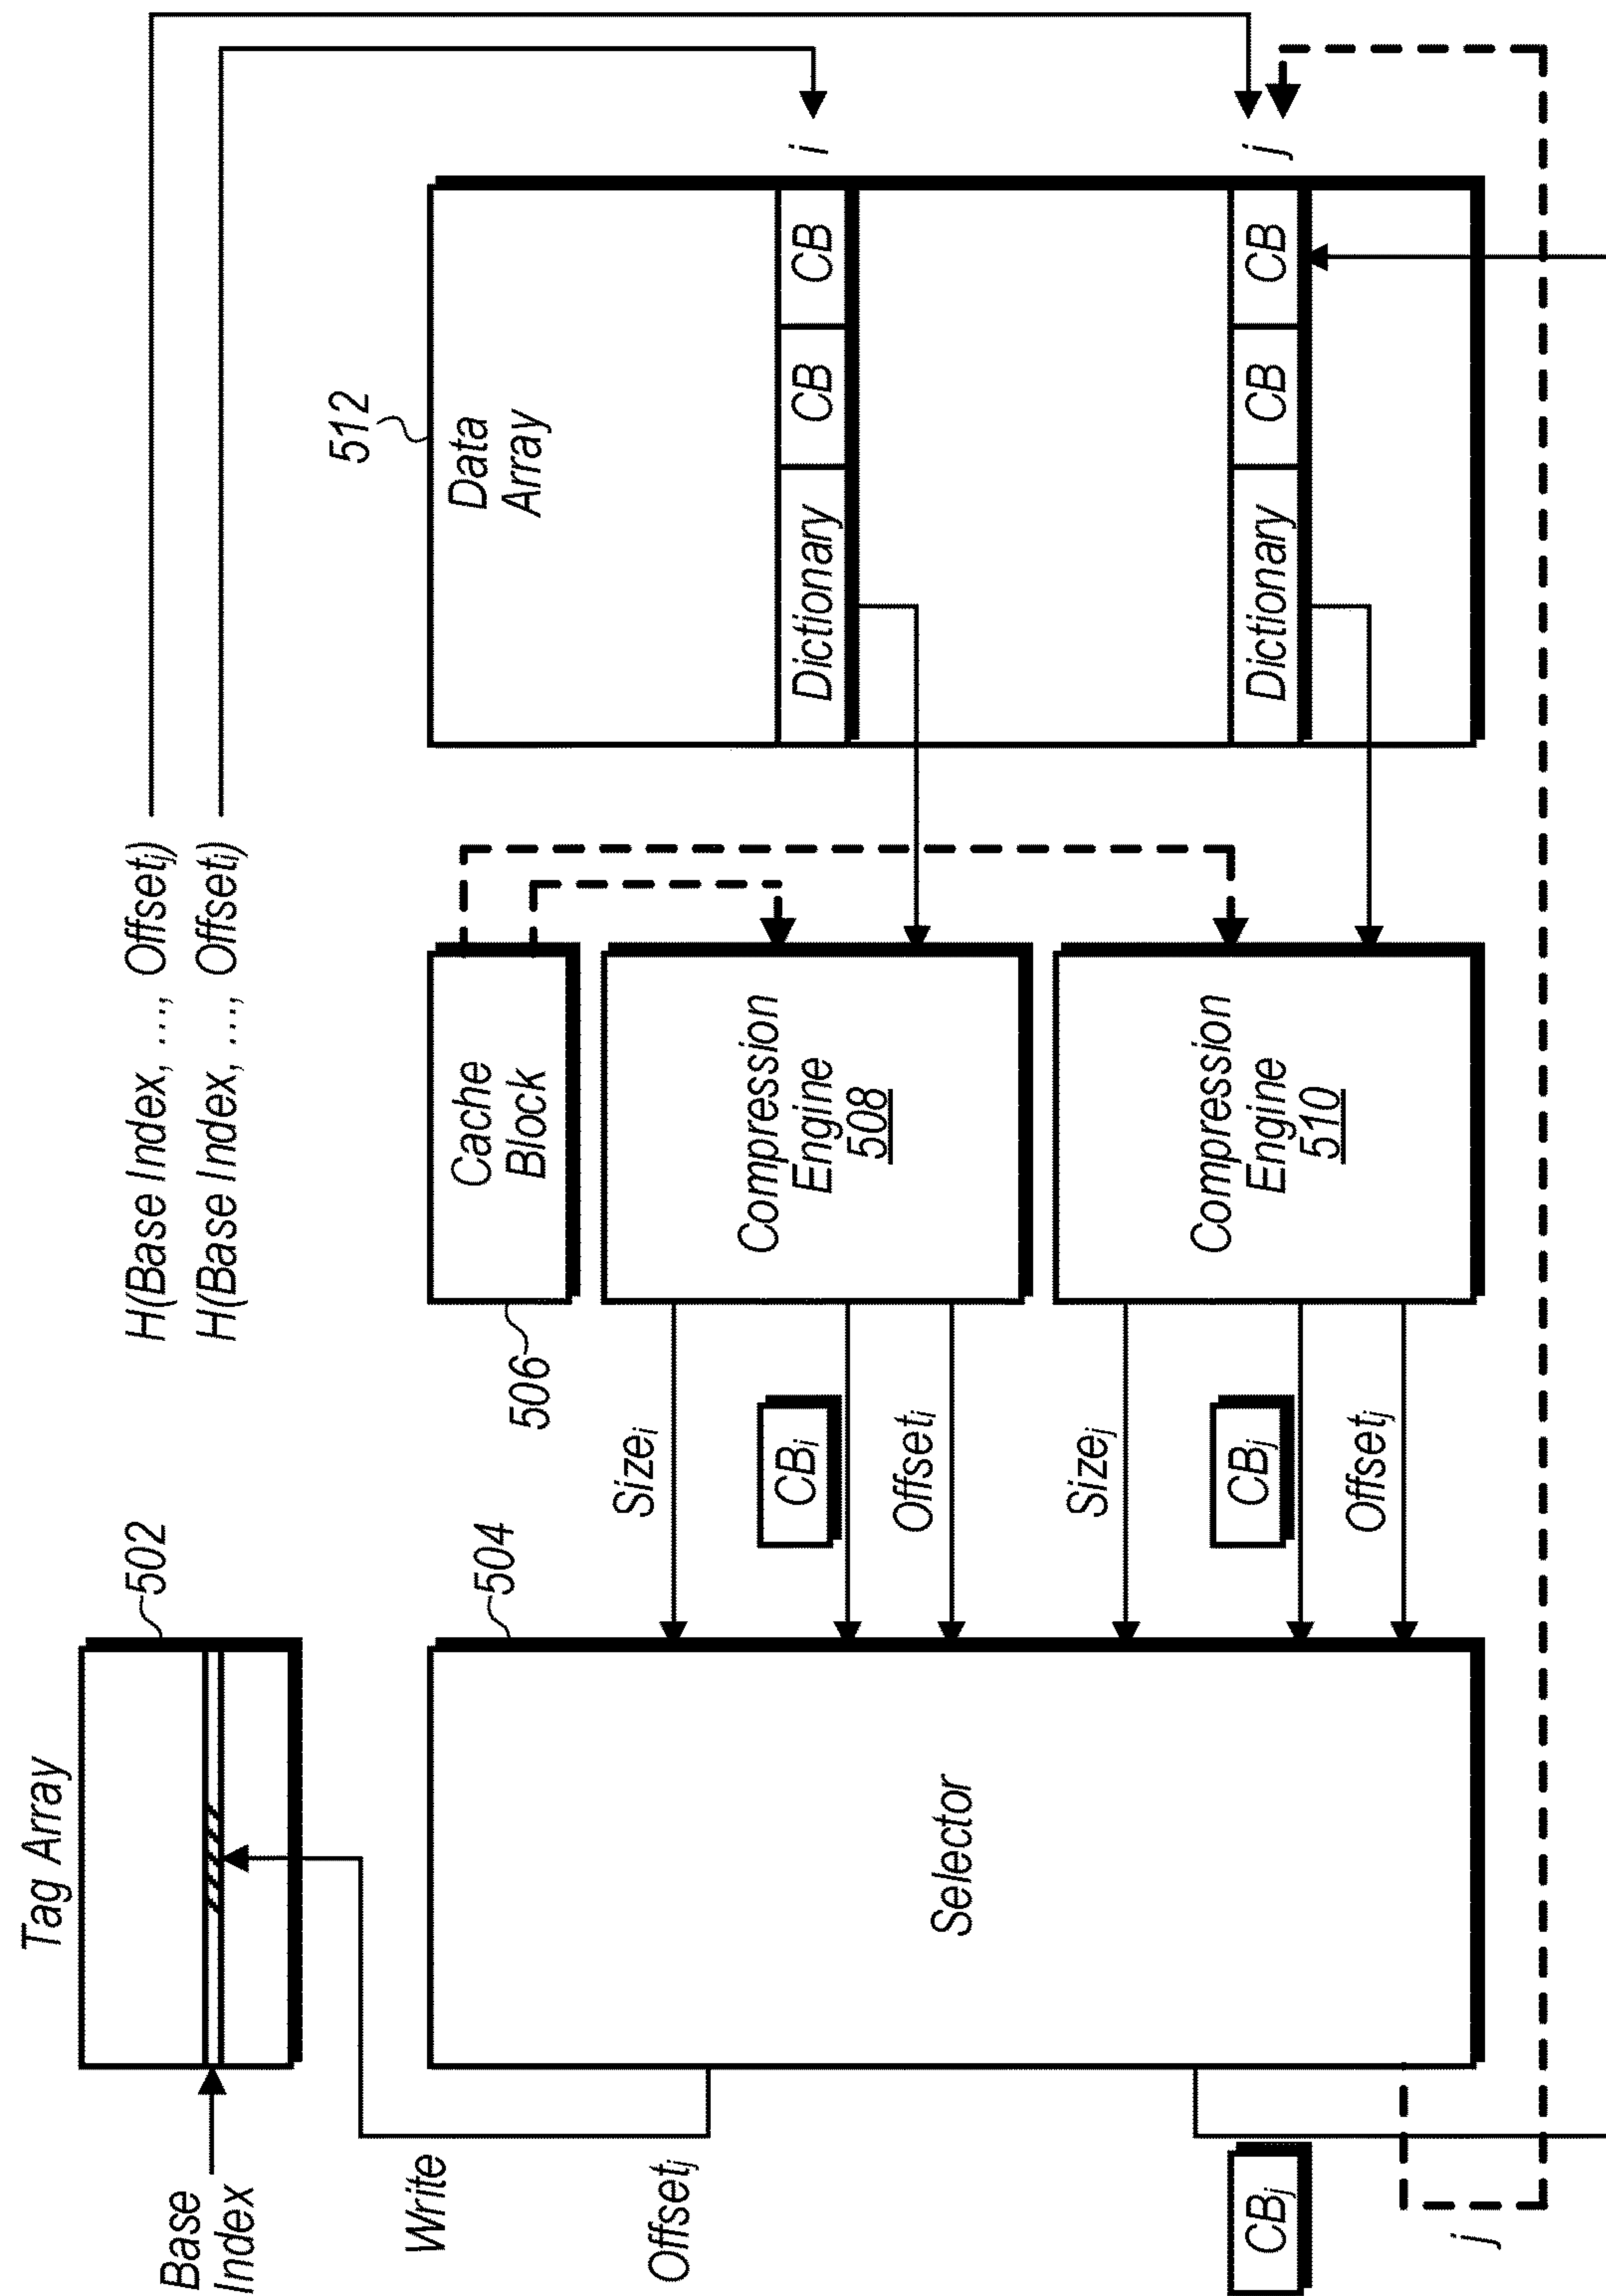 Tag Array
502
Base
Index
Write
H(Base Index, ..., Offsetⱼ)
H(Base Index, ..., Offsetᵢ)
504
Selector
Offsetⱼ
CBⱼ
j
Sizeᵢ
CBᵢ
Offsetᵢ
Sizeⱼ
CBⱼ
Offsetⱼ
506
Cache
Block
Compression
Engine
508
Compression
Engine
510
512
Data
Array
Dictionary CB CB
i
Dictionary CB CB
j